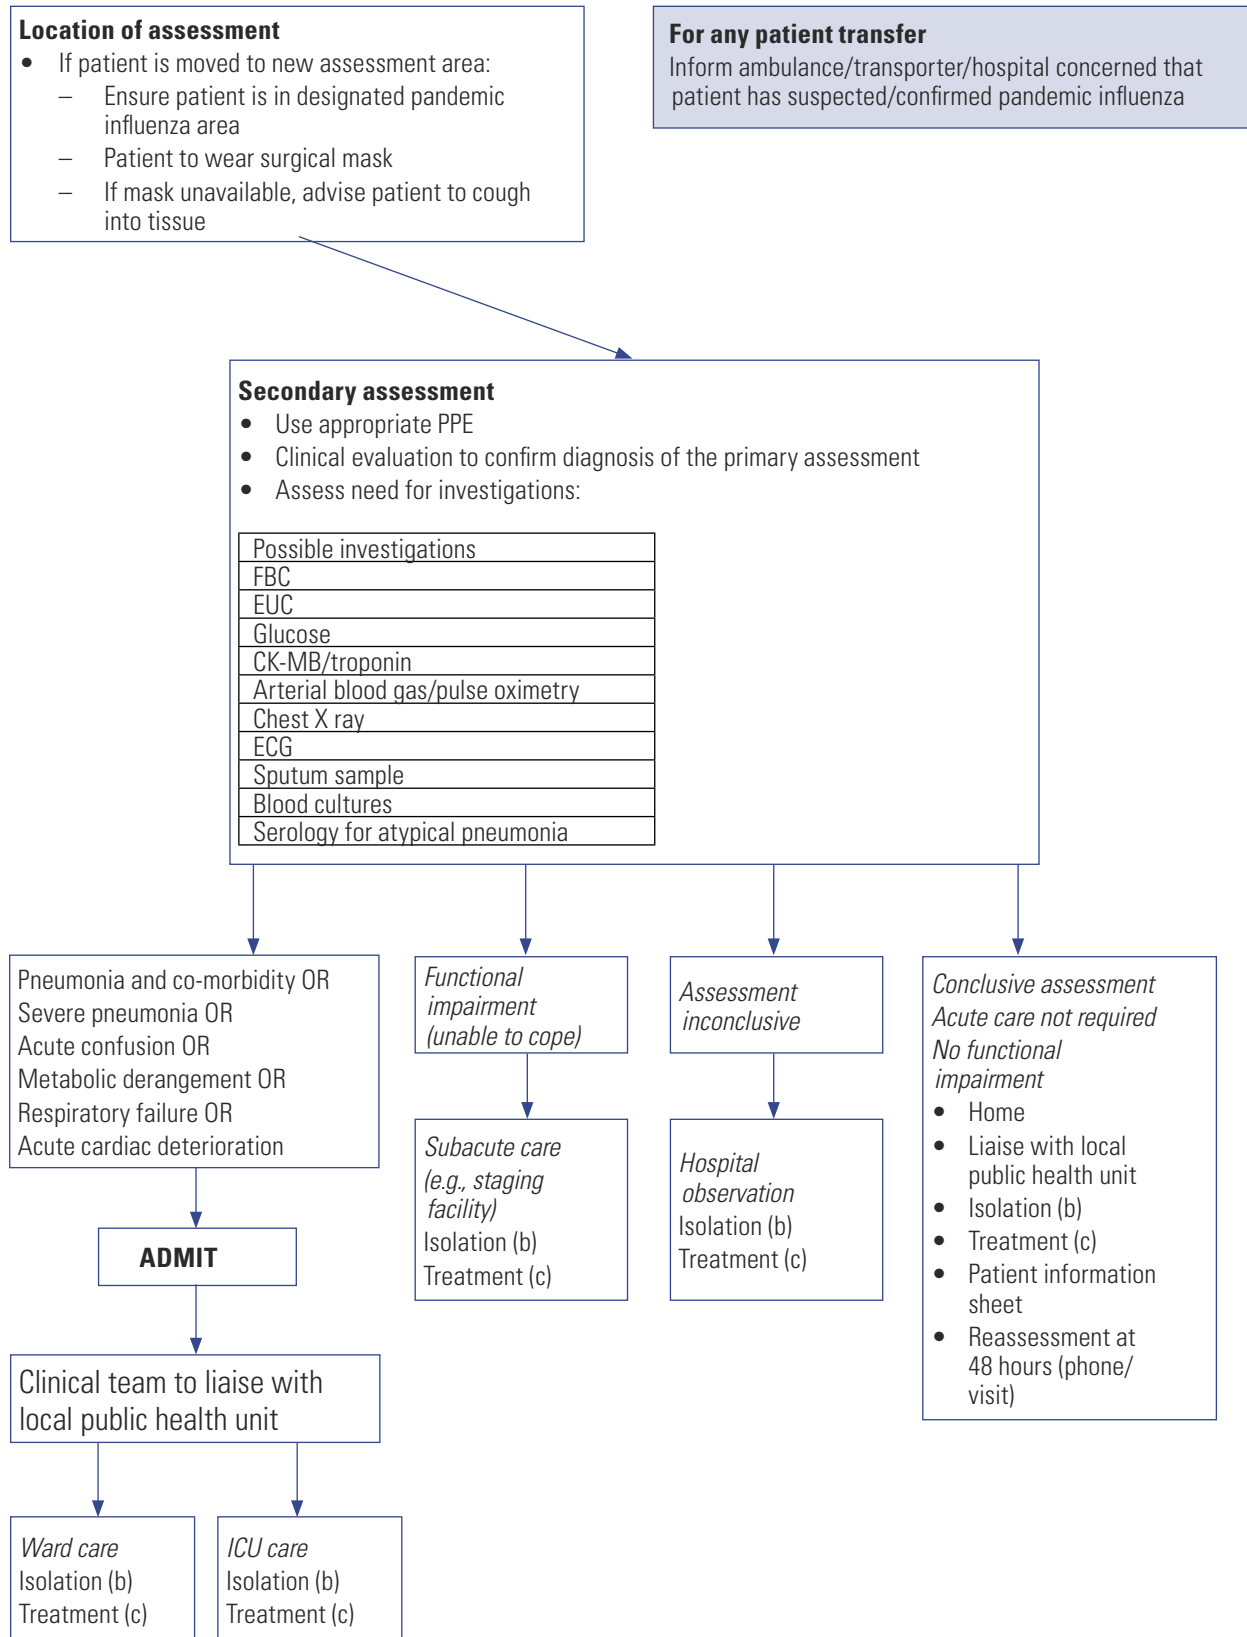 Location of assessment
• If patient is moved to new assessment area:
– Ensure patient is in designated pandemic
influenza area
– Patient to wear surgical mask
– If mask unavailable, advise patient to cough
into tissue
For any patient transfer
Inform ambulance/transporter/hospital concerned that
patient has suspected/confirmed pandemic influenza
Secondary assessment
• Use appropriate PPE
• Clinical evaluation to confirm diagnosis of the primary assessment
• Assess need for investigations:
Possible investigations
FBC
EUC
Glucose
CK-MB/troponin
Arterial blood gas/pulse oximetry
Chest X ray
ECG
Sputum sample
Blood cultures
Serology for atypical pneumonia
Pneumonia and co-morbidity OR
Severe pneumonia OR
Acute confusion OR
Metabolic derangement OR
Respiratory failure OR
Acute cardiac deterioration
ADMIT
Clinical team to liaise with
local public health unit
Ward care
Isolation (b)
Treatment (c)
ICU care
Isolation (b)
Treatment (c)
Functional
impairment
(unable to cope)
Subacute care
(e.g., staging
facility)
Isolation (b)
Treatment (c)
Assessment
inconclusive
Hospital
observation
Isolation (b)
Treatment (c)
Conclusive assessment
Acute care not required
No functional
impairment
• Home
• Liaise with local
public health unit
• Isolation (b)
• Treatment (c)
• Patient information
sheet
• Reassessment at
48 hours (phone/
visit)